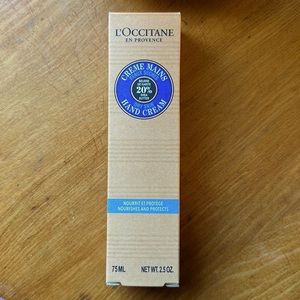 L'OCCITANE
EN PROVENCE
CRÈME MAINS
20%
HAND CREAM
NOURRIT ET PROTÈGE
NOURISHES AND PROTECTS
75 ML NET WT. 2.5 OZ.